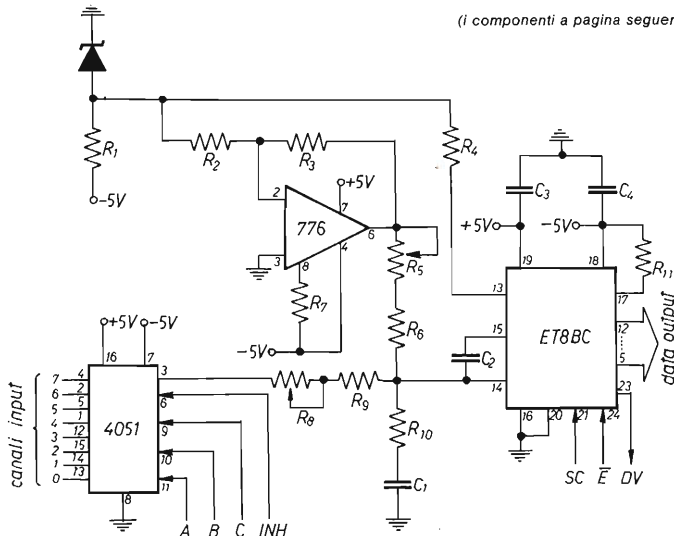 (i componenti a pagina seguen
R1
-5V
R2
R3
R4
2
+5V
7
776
6
3
8
4
R5
R7
R6
-5V
C3
C4
+5V
-5V
19
18
R11
13
17
15
12
ET8BC
5
C2
14
23
16
20
21
24
data output
SC
E
DV
+5V
-5V
16
7
3
canali input
7
4
6
2
5
5
4
1
3
12
2
15
1
14
0
13
4051
6
9
10
11
8
R8
R9
R10
C1
A
B
C
INH